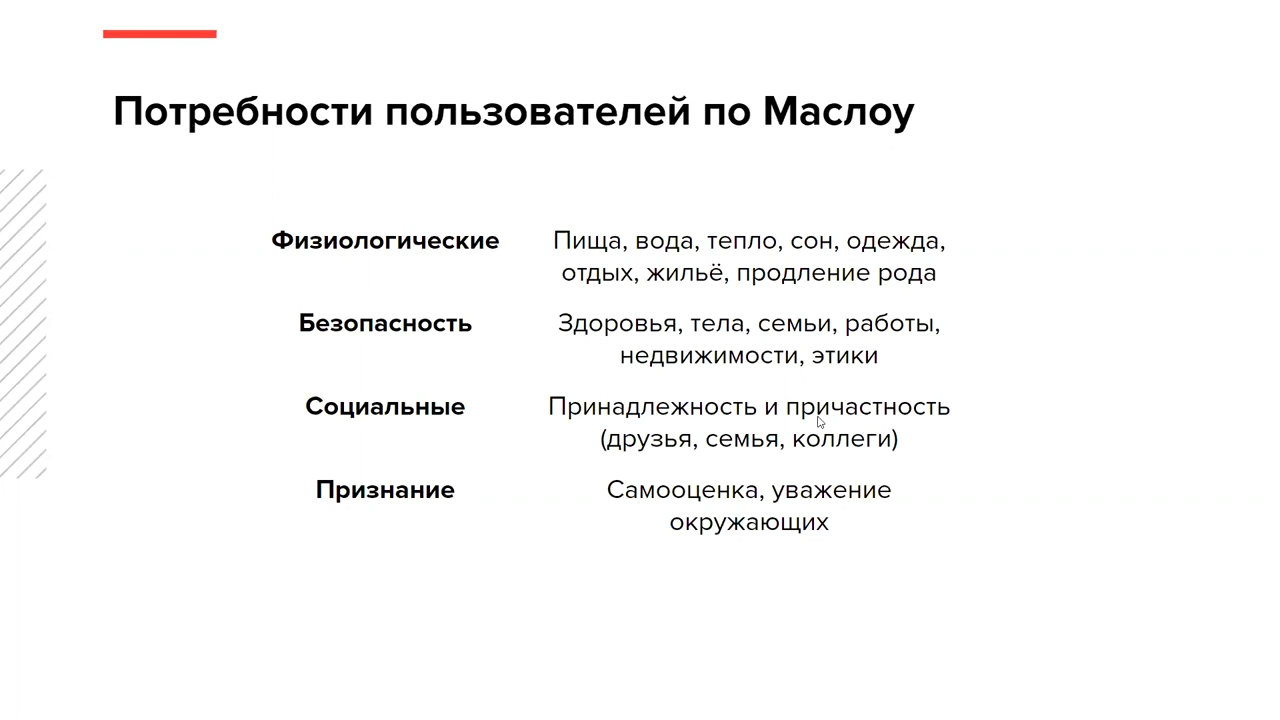 Потребности пользователей по Маслоу
Физиологические
Пища, вода, тепло, сон, одежда,
отдых, жильё, продление рода
Безопасность
Здоровья, тела, семьи, работы,
недвижимости, этики
Социальные
Принадлежность и причастность
(друзья, семья, коллеги)
Признание
Самооценка, уважение
окружающих